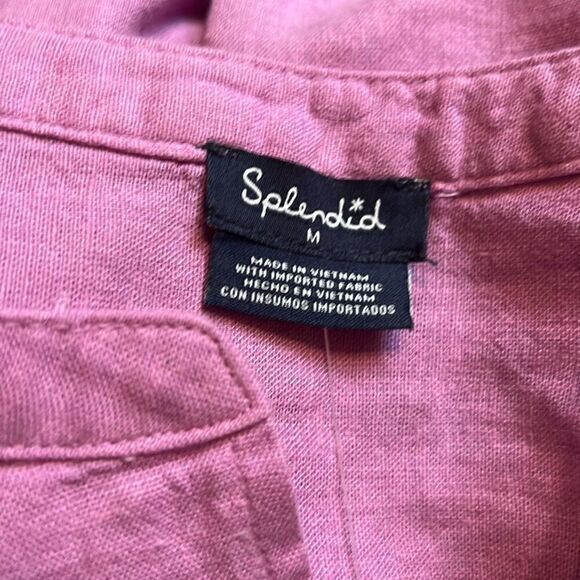 Splendid
M
MADE IN VIETNAM
WITH IMPORTED FABRIC
HECHO EN VIETNAM
CON INSUMOS IMPORTADOS